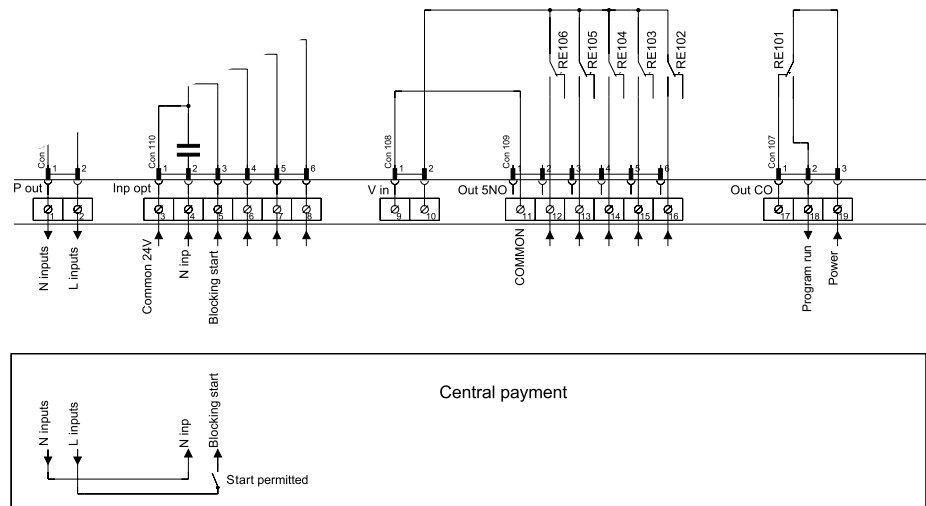 RE106
RE105
RE104
RE103
RE102
RE101
Con
Con 110
Con 108
Con 109
Con 107
1
2
1
2
3
4
5
6
1
2
1
2
3
4
5
6
1
2
3
P out
Inp opt
V in
Out 5NO
Out CO
1
2
3
4
5
6
7
8
9
10
11
12
13
14
15
16
17
18
19
N inputs
L inputs
Common 24V
N inp
Blocking start
COMMON
Program run
Power
Central payment
N inputs
L inputs
N inp
Blocking start
Start permitted